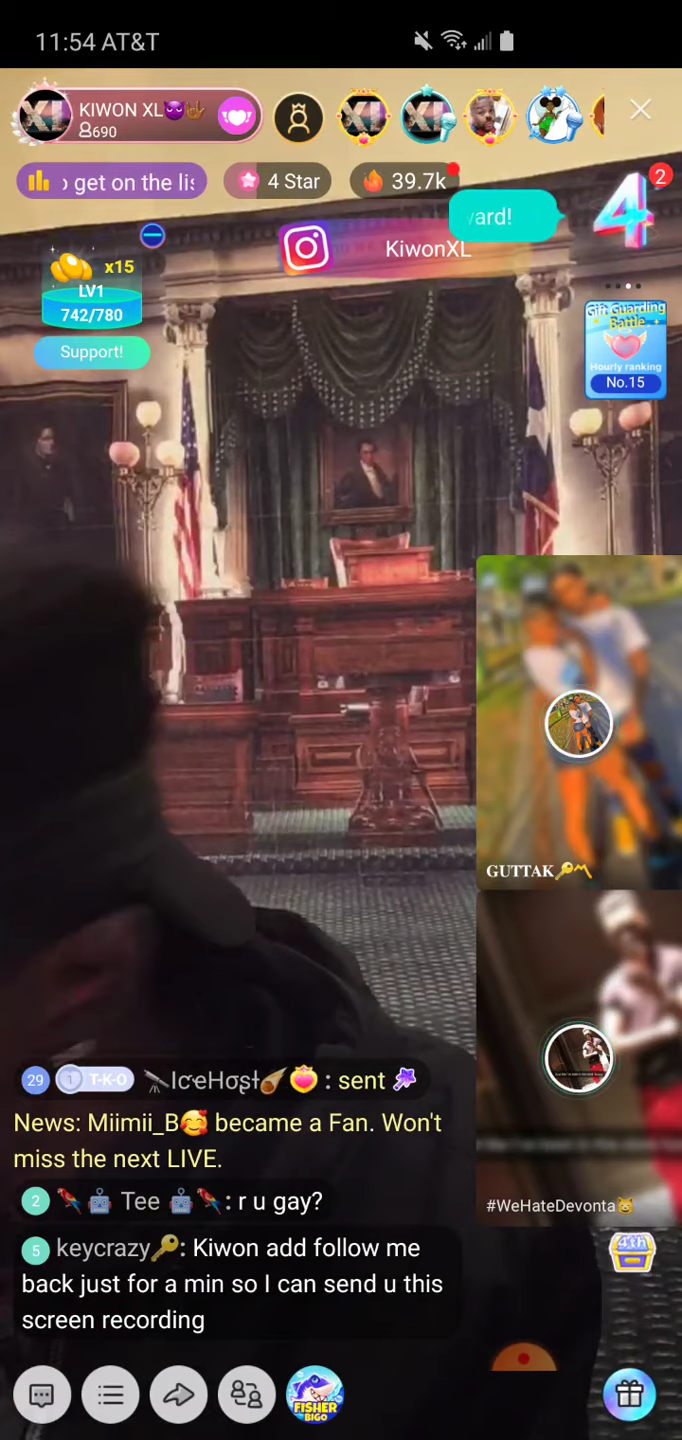 11:54 AT&T
KIWON XL😈🤟🏾
690
o get on the lis
4 Star
39.7k
ard!
4
2
KiwonXL
x15
LV1
742/780
Support!
Gift Guarding
Battle
Hourly ranking
No.15
GUTTAK🔑〽️
#WeHateDevonta😸
29 1 T-K-O 🔭IƈeHσʂƚ☄️: sent
News: Miimii_B🥰 became a Fan. Won't
miss the next LIVE.
2 🦜🤖 Tee 🤖🦜: r u gay?
5 keycrazy🔑: Kiwon add follow me
back just for a min so I can send u this
screen recording
4th
FISHER
BIGO